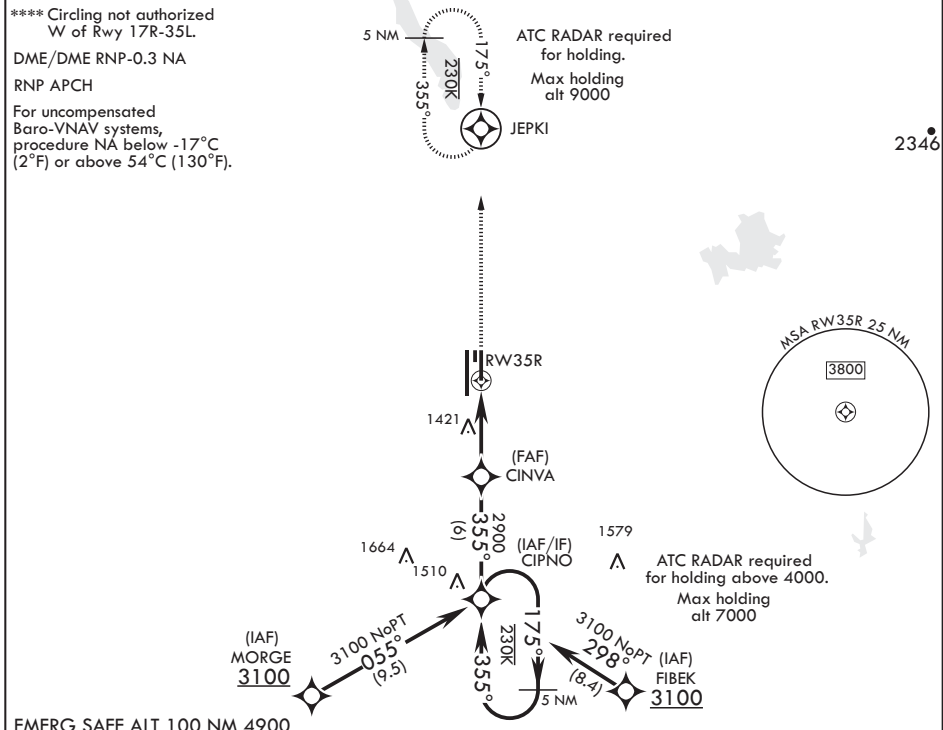 **** Circling not authorized
W of Rwy 17R-35L.
DME/DME RNP-0.3 NA
RNP APCH
For uncompensated
Baro-VNAV systems,
procedure NA below -17°C
(2°F) or above 54°C (130°F).
5 NM
355°
230K
175°
ATC RADAR required
for holding.
Max holding
alt 9000
JEPKI
2346
RW35R
MSA RW35R 25 NM
3800
1421
(FAF)
CINVA
2900
355°
(6)
(IAF/IF)
CIPNO
1664
1510
1579
ATC RADAR required
for holding above 4000.
Max holding
alt 7000
(IAF)
MORGE
3100
3100 NoPT
055°
(9.5)
355°
230K
175°
5 NM
3100 NoPT
298°
(8.4)
(IAF)
FIBEK
3100
EMERG SAFE ALT 100 NM 4900